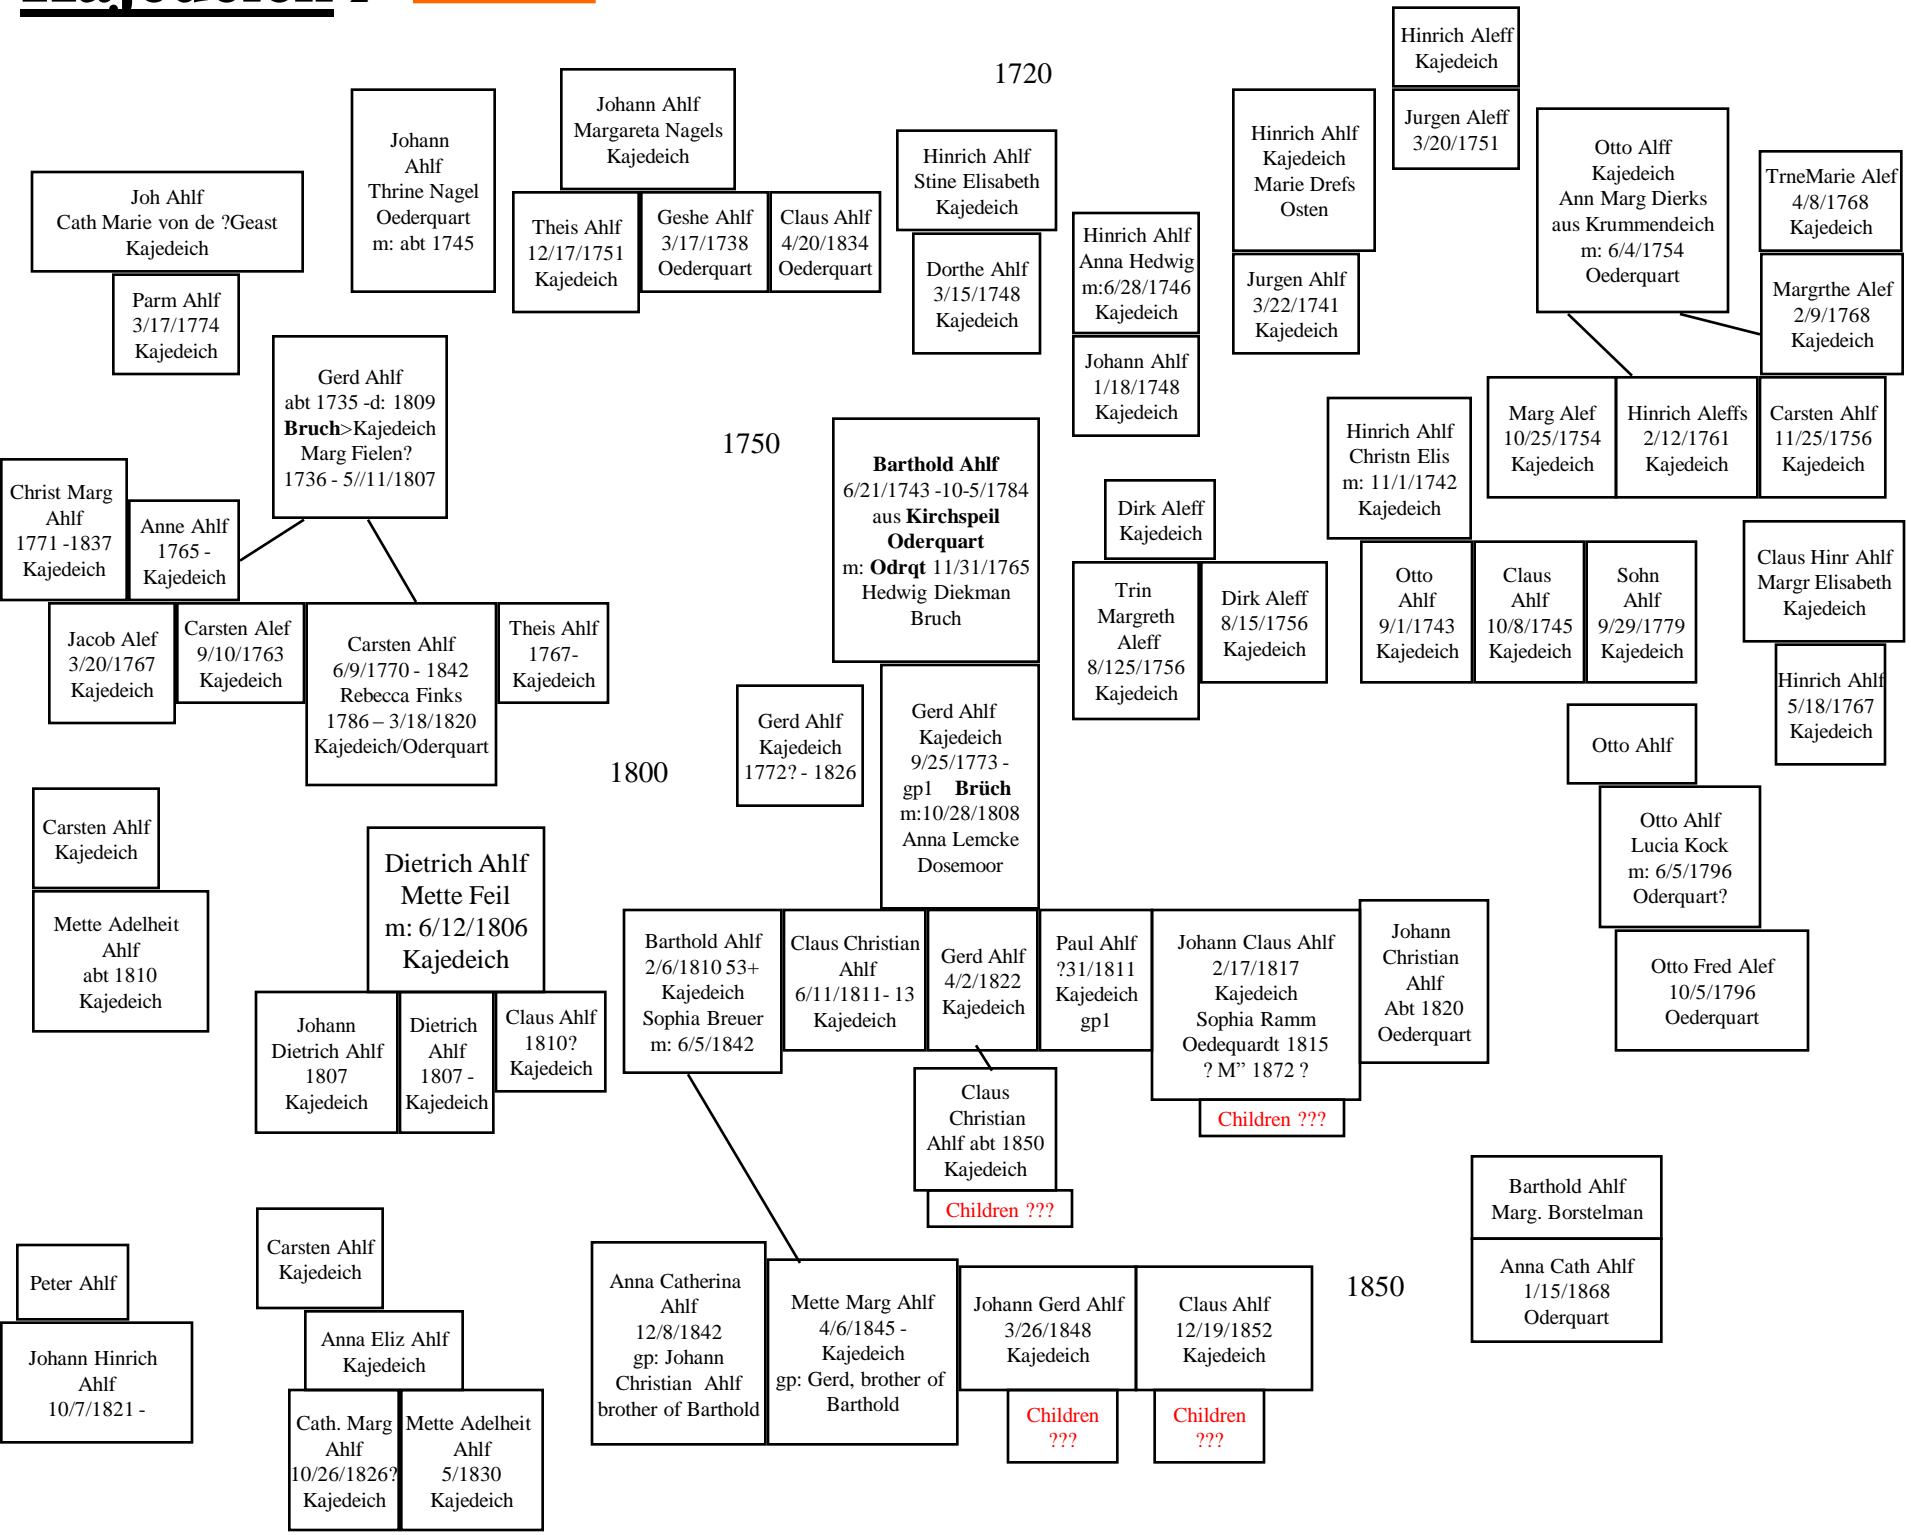 1720
Hinrich Aleff
Kajedeich
Jurgen Aleff
3/20/1751
Johann Ahlf
Margareta Nagels
Kajedeich
Theis Ahlf
12/17/1751
Kajedeich
Geshe Ahlf
3/17/1738
Oederquart
Claus Ahlf
4/20/1834
Oederquart
Johann
Ahlf
Thrine Nagel
Oederquart
m: abt 1745
Joh Ahlf
Cath Marie von de ?Geast
Kajedeich
Parm Ahlf
3/17/1774
Kajedeich
Hinrich Ahlf
Stine Elisabeth
Kajedeich
Dorthe Ahlf
3/15/1748
Kajedeich
Hinrich Ahlf
Anna Hedwig
m:6/28/1746
Kajedeich
Johann Ahlf
1/18/1748
Kajedeich
Hinrich Ahlf
Kajedeich
Marie Drefs
Osten
Jurgen Ahlf
3/22/1741
Kajedeich
Otto Alff
Kajedeich
Ann Marg Dierks
aus Krummendeich
m: 6/4/1754
Oederquart
TrneMarie Alef
4/8/1768
Kajedeich
Margrthe Alef
2/9/1768
Kajedeich
Marg Alef
10/25/1754
Kajedeich
Hinrich Aleffs
2/12/1761
Kajedeich
Carsten Ahlf
11/25/1756
Kajedeich
Gerd Ahlf
abt 1735 -d: 1809
Bruch>Kajedeich
Marg Fielen?
1736 - 5//11/1807
Christ Marg
Ahlf
1771 -1837
Kajedeich
Anne Ahlf
1765 -
Kajedeich
Jacob Alef
3/20/1767
Kajedeich
Carsten Alef
9/10/1763
Kajedeich
Carsten Ahlf
6/9/1770 - 1842
Rebecca Finks
1786 – 3/18/1820
Kajedeich/Oderquart
Theis Ahlf
1767-
Kajedeich
1750
Barthold Ahlf
6/21/1743 -10-5/1784
aus Kirchspeil
Oderquart
m: Odrqt 11/31/1765
Hedwig Diekman
Bruch
Dirk Aleff
Kajedeich
Trin
Margreth
Aleff
8/125/1756
Kajedeich
Dirk Aleff
8/15/1756
Kajedeich
Hinrich Ahlf
Christn Elis
m: 11/1/1742
Kajedeich
Otto
Ahlf
9/1/1743
Kajedeich
Claus
Ahlf
10/8/1745
Kajedeich
Sohn
Ahlf
9/29/1779
Kajedeich
Claus Hinr Ahlf
Margr Elisabeth
Kajedeich
Hinrich Ahlf
5/18/1767
Kajedeich
1800
Gerd Ahlf
Kajedeich
1772? - 1826
Gerd Ahlf
Kajedeich
9/25/1773 -
gp1 Brüch
m:10/28/1808
Anna Lemcke
Dosemoor
Otto Ahlf
Otto Ahlf
Lucia Kock
m: 6/5/1796
Oderquart?
Otto Fred Alef
10/5/1796
Oederquart
Carsten Ahlf
Kajedeich
Mette Adelheit
Ahlf
abt 1810
Kajedeich
Dietrich Ahlf
Mette Feil
m: 6/12/1806
Kajedeich
Johann
Dietrich Ahlf
1807
Kajedeich
Dietrich
Ahlf
1807 -
Kajedeich
Claus Ahlf
1810?
Kajedeich
Barthold Ahlf
2/6/1810 53+
Kajedeich
Sophia Breuer
m: 6/5/1842
Claus Christian
Ahlf
6/11/1811- 13
Kajedeich
Gerd Ahlf
4/2/1822
Kajedeich
Paul Ahlf
?31/1811
Kajedeich
gp1
Johann Claus Ahlf
2/17/1817
Kajedeich
Sophia Ramm
Oedequardt 1815
? M” 1872 ?
Children ???
Johann
Christian
Ahlf
Abt 1820
Oederquart
Claus
Christian
Ahlf abt 1850
Kajedeich
Children ???
Barthold Ahlf
Marg. Borstelman
Anna Cath Ahlf
1/15/1868
Oderquart
Peter Ahlf
Johann Hinrich
Ahlf
10/7/1821 -
Carsten Ahlf
Kajedeich
Anna Eliz Ahlf
Kajedeich
Cath. Marg
Ahlf
10/26/1826?
Kajedeich
Mette Adelheit
Ahlf
5/1830
Kajedeich
Anna Catherina
Ahlf
12/8/1842
gp: Johann
Christian Ahlf
brother of Barthold
Mette Marg Ahlf
4/6/1845 -
Kajedeich
gp: Gerd, brother of
Barthold
Johann Gerd Ahlf
3/26/1848
Kajedeich
Children
???
Claus Ahlf
12/19/1852
Kajedeich
Children
???
1850